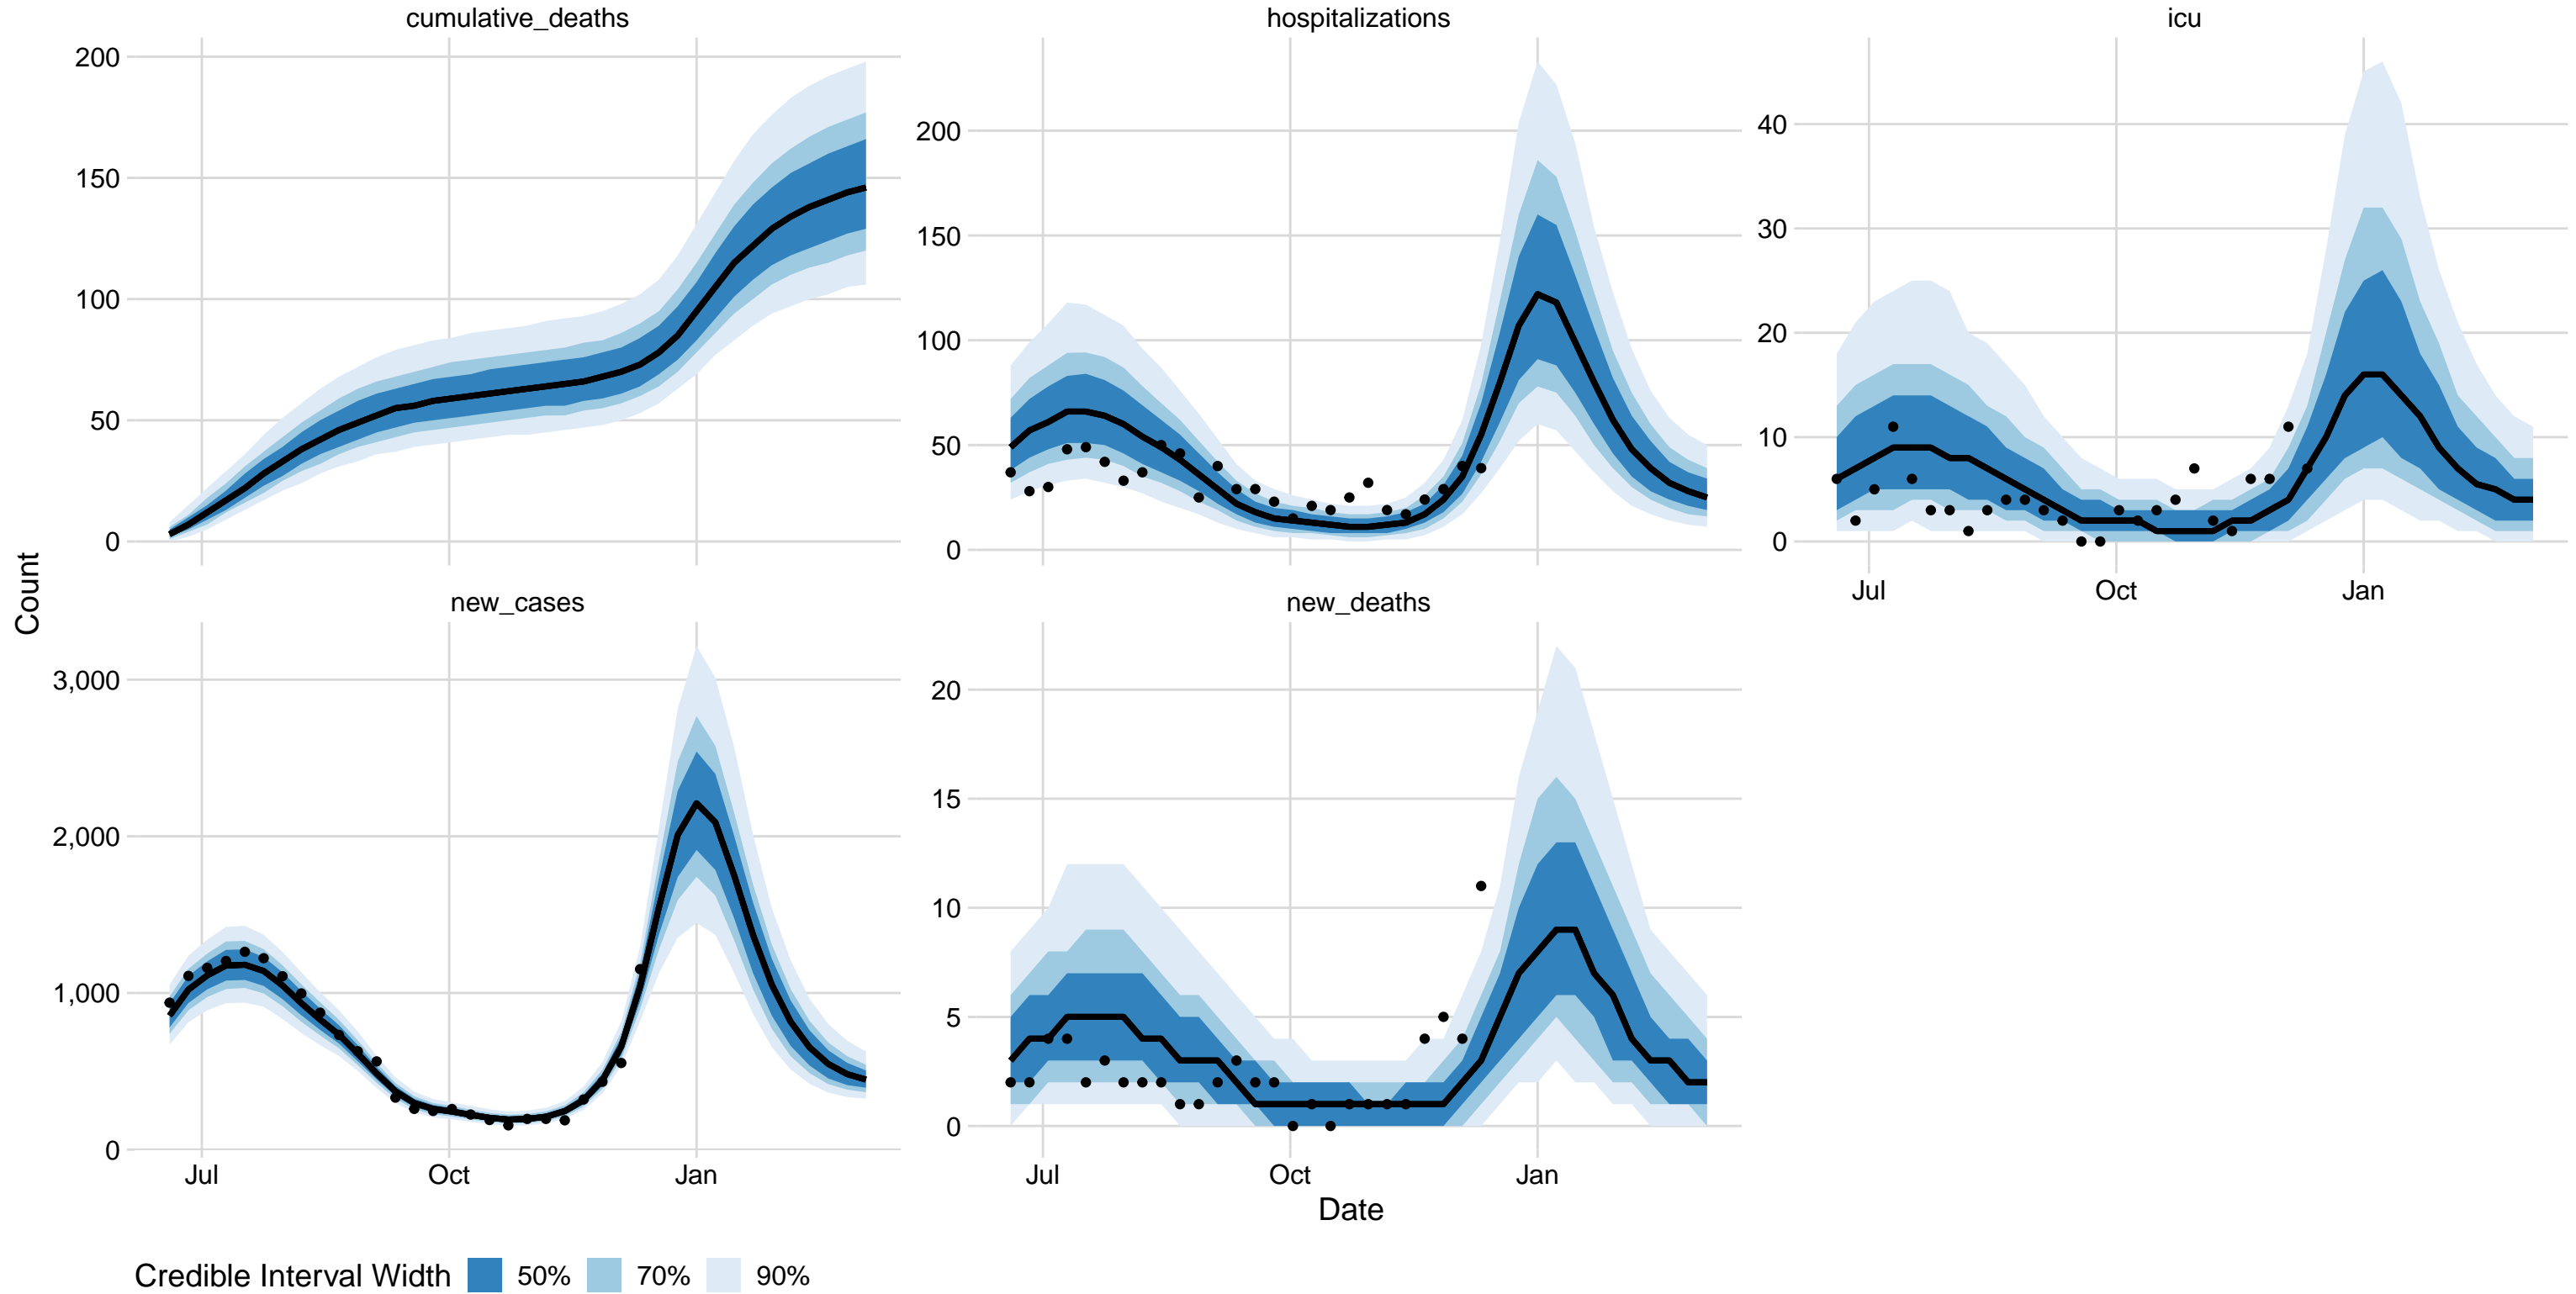 cumulative_deaths
hospitalizations
icu
200
150
100
50
0
200
150
100
50
0
40
30
20
10
0
Jul Oct Jan
Count
new_cases
new_deaths
3,000
2,000
1,000
0
20
15
10
5
0
Jul Oct Jan
Jul Oct Jan
Date
Credible Interval Width 50% 70% 90%